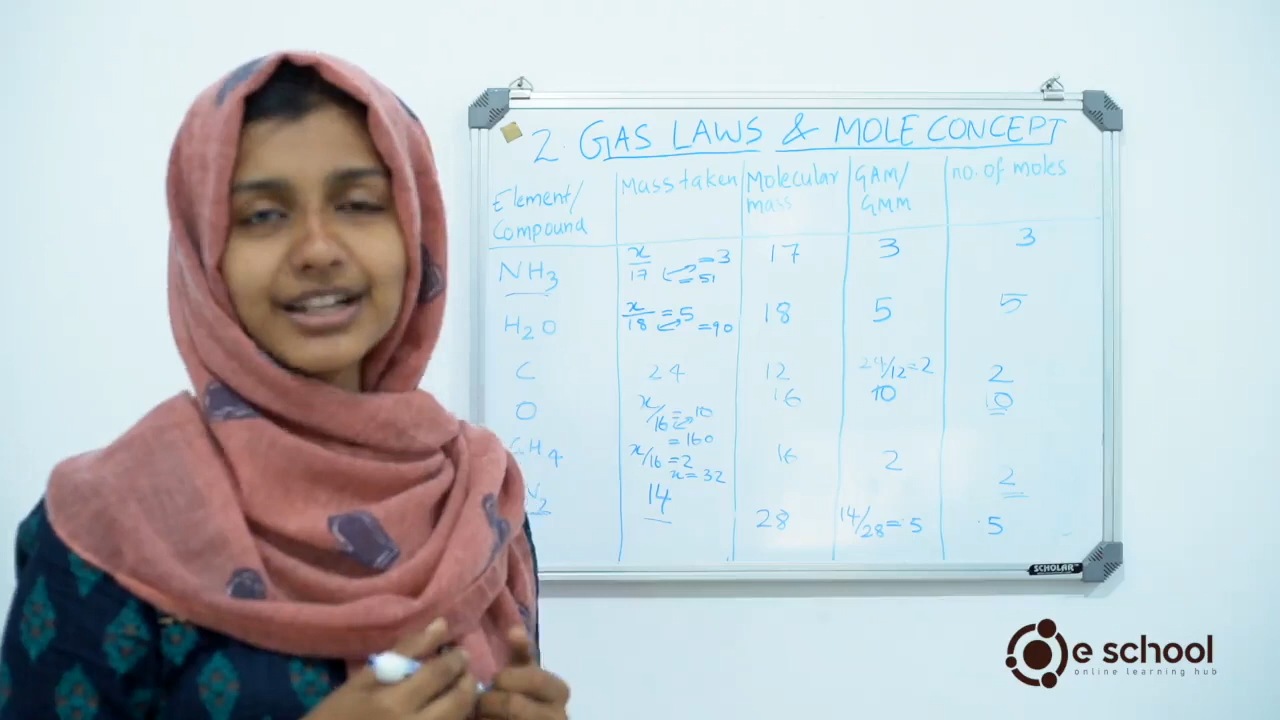 2. GAS LAWS & MOLE CONCEPT
Element/ Compound
Mass taken
Molecular mass
GAM/ GMM
no. of moles
NH3
x/17 = 3
= 51
17
3
3
H2O
x/18 = 5
= 90
18
5
5
C
24
12
24/12=2
2
O
x/16 = 10
= 160
16
10
10
H4
x/16 = 2
x = 32
16
2
2
2
14
28
14/28 = .5
.5
SCHOLAR
e school
online learning hub